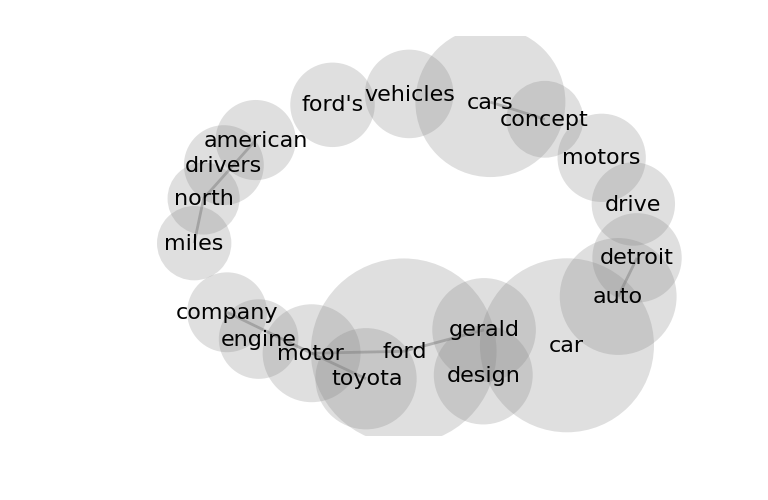 vehicles
cars
ford's
concept
american
motors
drivers
north
drive
miles
detroit
auto
company
gerald
engine
car
motor
ford
design
toyota